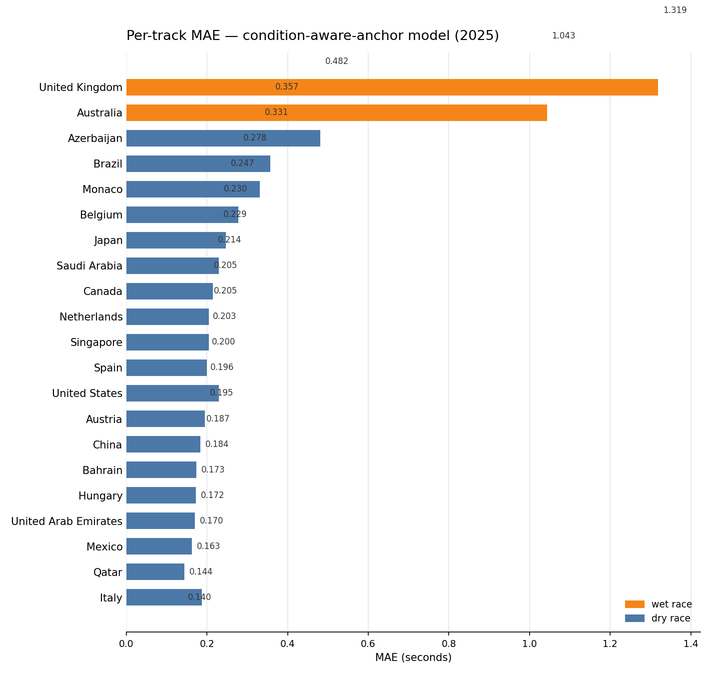 1.319
Per-track MAE — condition-aware-anchor model (2025)
1.043
0.482
United Kingdom 0.357
Australia 0.331
Azerbaijan 0.278
Brazil 0.247
Monaco 0.230
Belgium 0.229
Japan 0.214
Saudi Arabia 0.205
Canada 0.205
Netherlands 0.203
Singapore 0.200
Spain 0.196
United States 0.195
Austria 0.187
China 0.184
Bahrain 0.173
Hungary 0.172
United Arab Emirates 0.170
Mexico 0.163
Qatar 0.144
Italy 0.140
wet race
dry race
0.0 0.2 0.4 0.6 0.8 1.0 1.2 1.4
MAE (seconds)